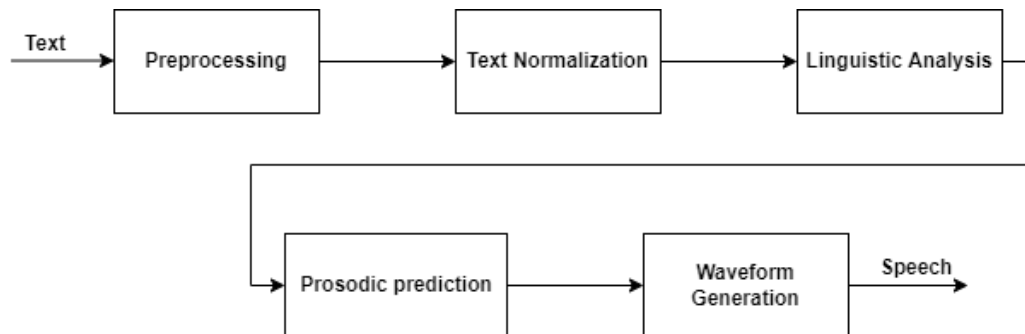 Text
Preprocessing
Text Normalization
Linguistic Analysis
Prosodic prediction
Waveform
Generation
Speech